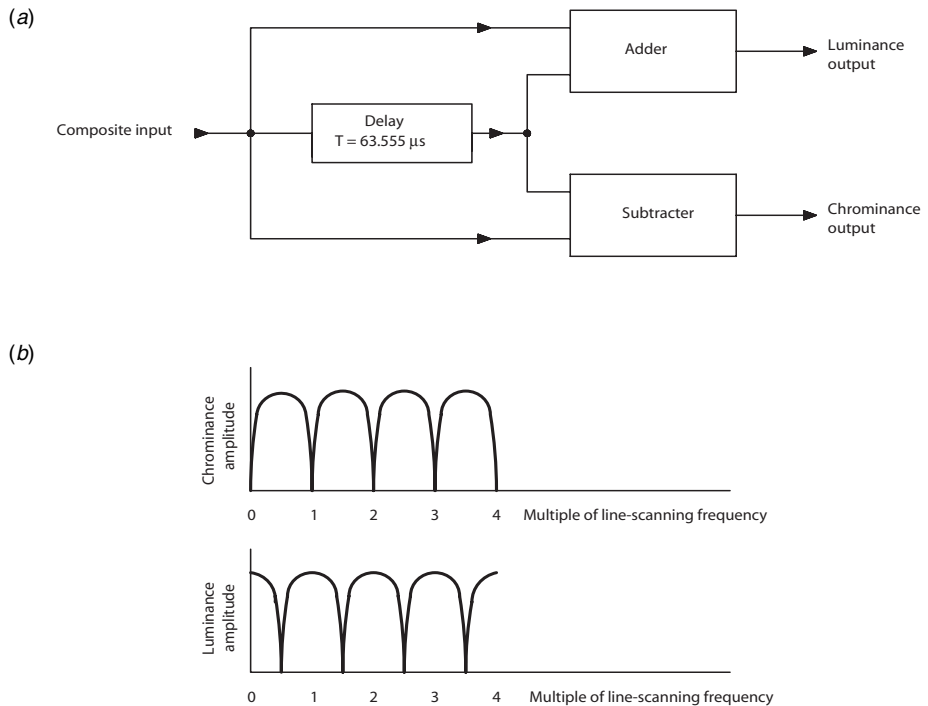 (a)
Adder
Luminance
output
Composite input
Delay
T = 63.555 μs
Subtracter
Chrominance
output
(b)
Chrominance
amplitude
0 1 2 3 4 Multiple of line-scanning frequency
Luminance
amplitude
0 1 2 3 4 Multiple of line-scanning frequency